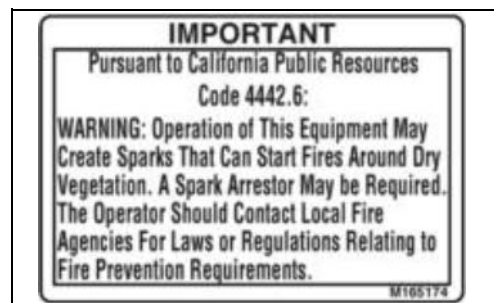 IMPORTANT
Pursuant to California Public Resources
Code 4442.6:
WARNING: Operation of This Equipment May
Create Sparks That Can Start Fires Around Dry
Vegetation. A Spark Arrestor May be Required.
The Operator Should Contact Local Fire
Agencies For Laws or Regulations Relating to
Fire Prevention Requirements.
M165174